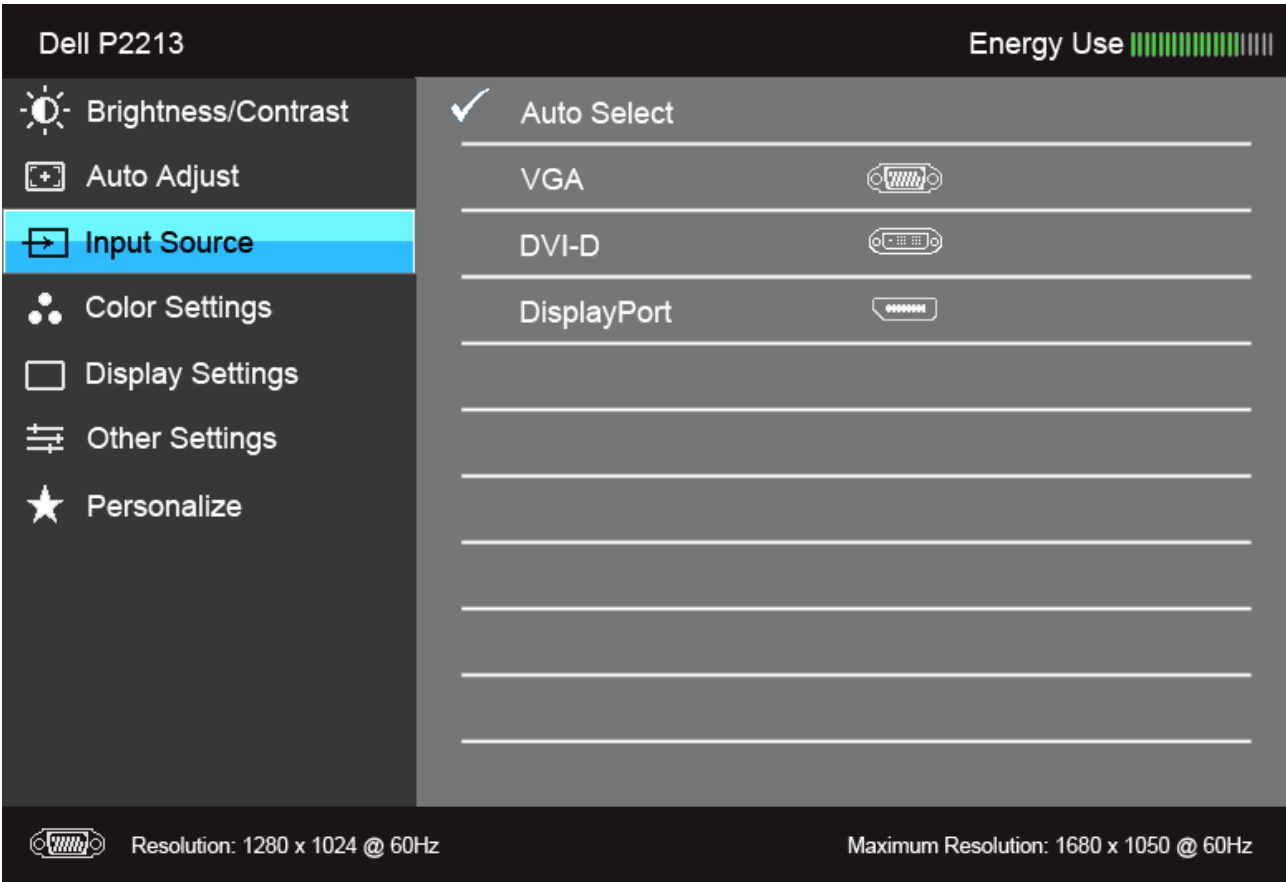 Dell P2213 Energy Use
Brightness/Contrast Auto Select
Auto Adjust VGA
Input Source DVI-D
Color Settings DisplayPort
Display Settings
Other Settings
Personalize
Resolution: 1280 x 1024 @ 60Hz Maximum Resolution: 1680 x 1050 @ 60Hz